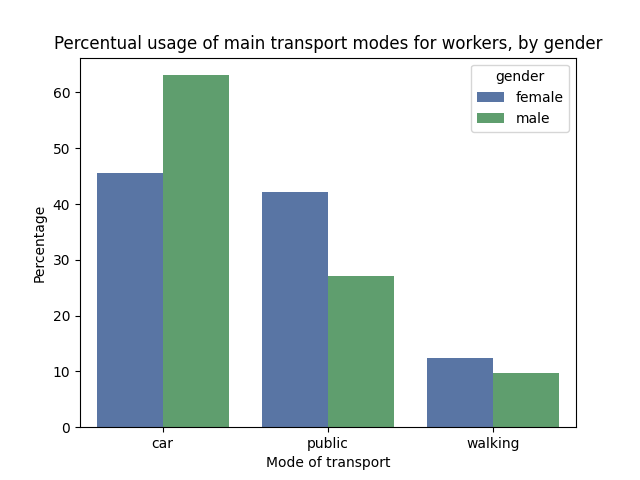 Percentual usage of main transport modes for workers, by gender
gender
female
male
Percentage
60
50
40
30
20
10
0
car public walking
Mode of transport